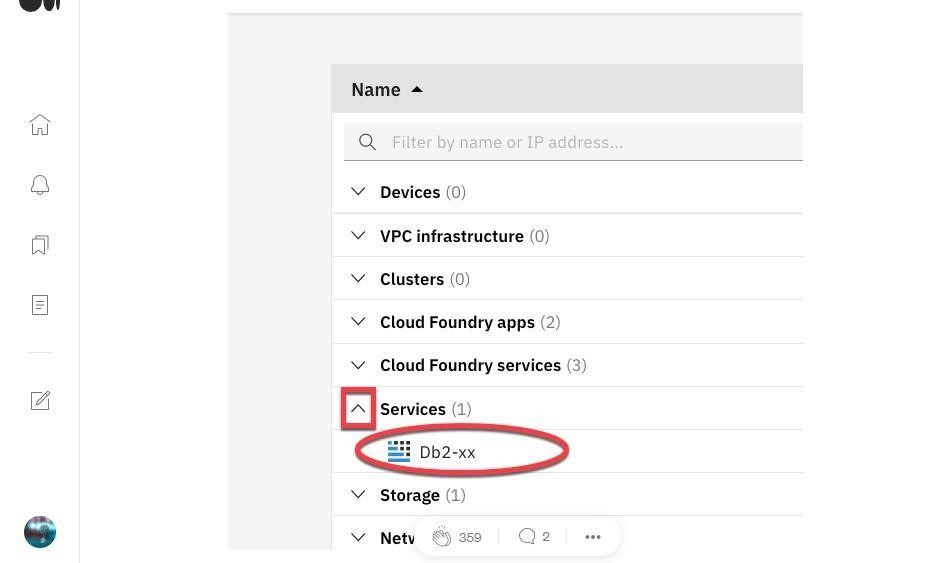 Name
Filter by name or IP address...
Devices (0)
VPC infrastructure (0)
Clusters (0)
Cloud Foundry apps (2)
Cloud Foundry services (3)
Services (1)
Db2-xx
Storage (1)
359 2